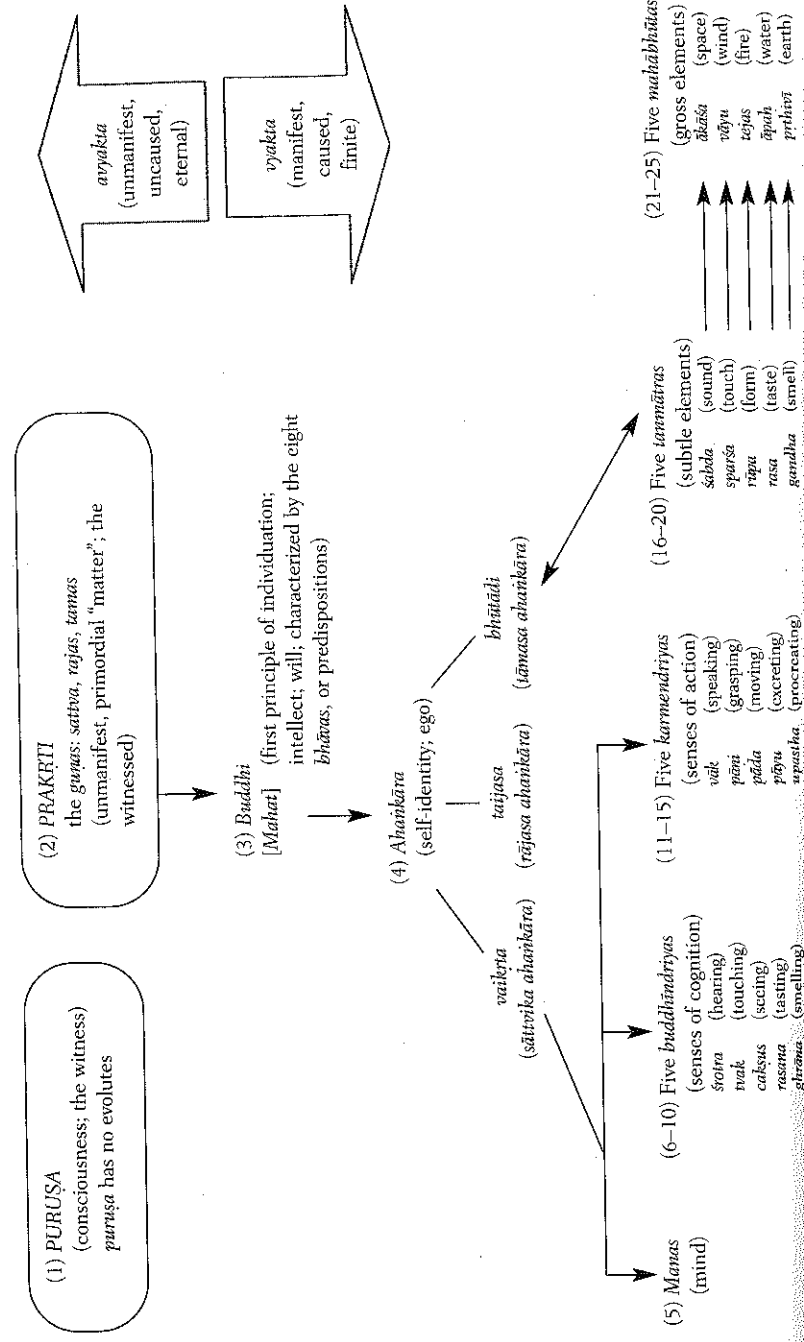 (1) PURUṢA
(consciousness; the witness)
puruṣa has no evolutes
(2) PRAKṚTI
the guṇas: sattva, rajas, tamas
(unmanifest, primordial “matter”; the
witnessed)
avyakta
(unmanifest,
uncaused,
eternal)
vyakta
(manifest,
caused,
finite)
(3) Buddhi
[Mahat] (first principle of individuation;
intellect; will; characterized by the eight
bhāvas, or predispositions)
(4) Ahaṅkāra
(self-identity; ego)
vaikṛta
(sāttvika ahaṅkāra)
taijasa
(rājasa ahaṅkāra)
bhūtādi
(tāmasa ahaṅkāra)
(5) Manas
(mind)
(6–10) Five buddhīndriyas
(senses of cognition)
śrotra (hearing)
tvak (touching)
cakṣus (seeing)
rasana (tasting)
ghrāna (smelling)
(11–15) Five karmendriyas
(senses of action)
vāk (speaking)
pāni (grasping)
pāda (moving)
pāyu (excreting)
upastha (procreating)
(16–20) Five tanmātras
(subtle elements)
śabda (sound)
sparśa (touch)
rūpa (form)
rasa (taste)
gandha (smell)
(21–25) Five mahābhūtas
(gross elements)
ākāśa (space)
vāyu (wind)
tejas (fire)
āpaḥ (water)
pṛthivī (earth)